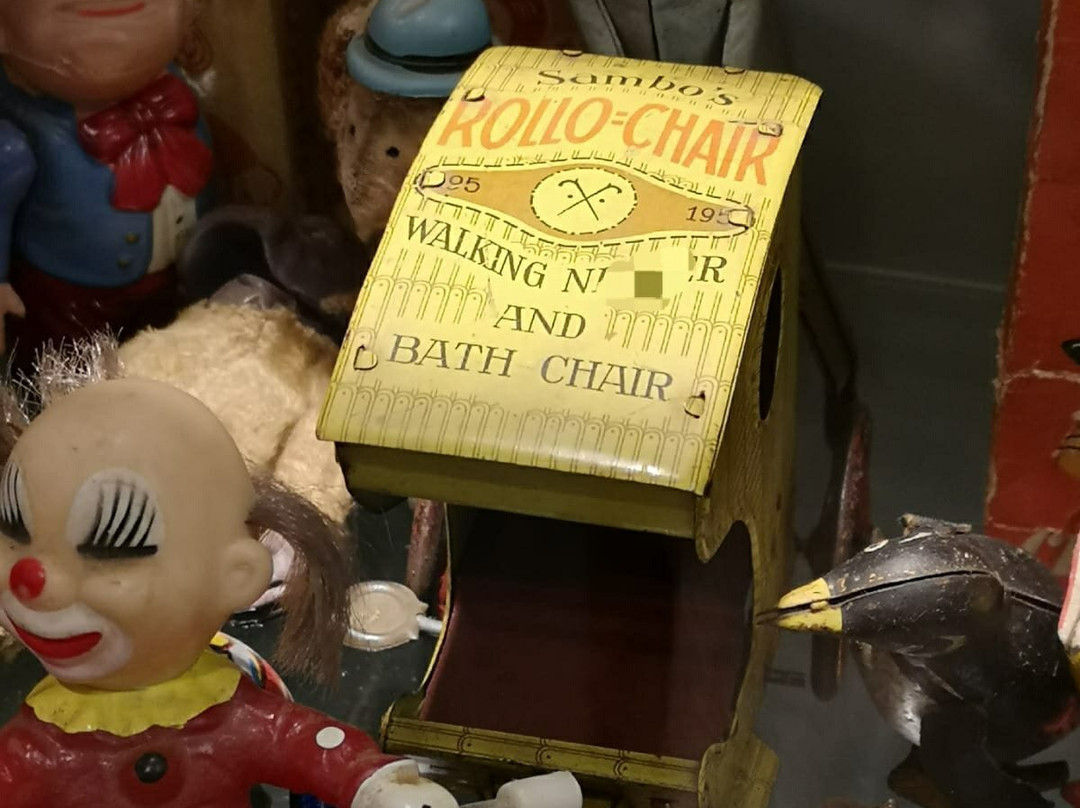 Sambo's
ROLLO=CHAIR
WALKING
AND
BATH CHAIR